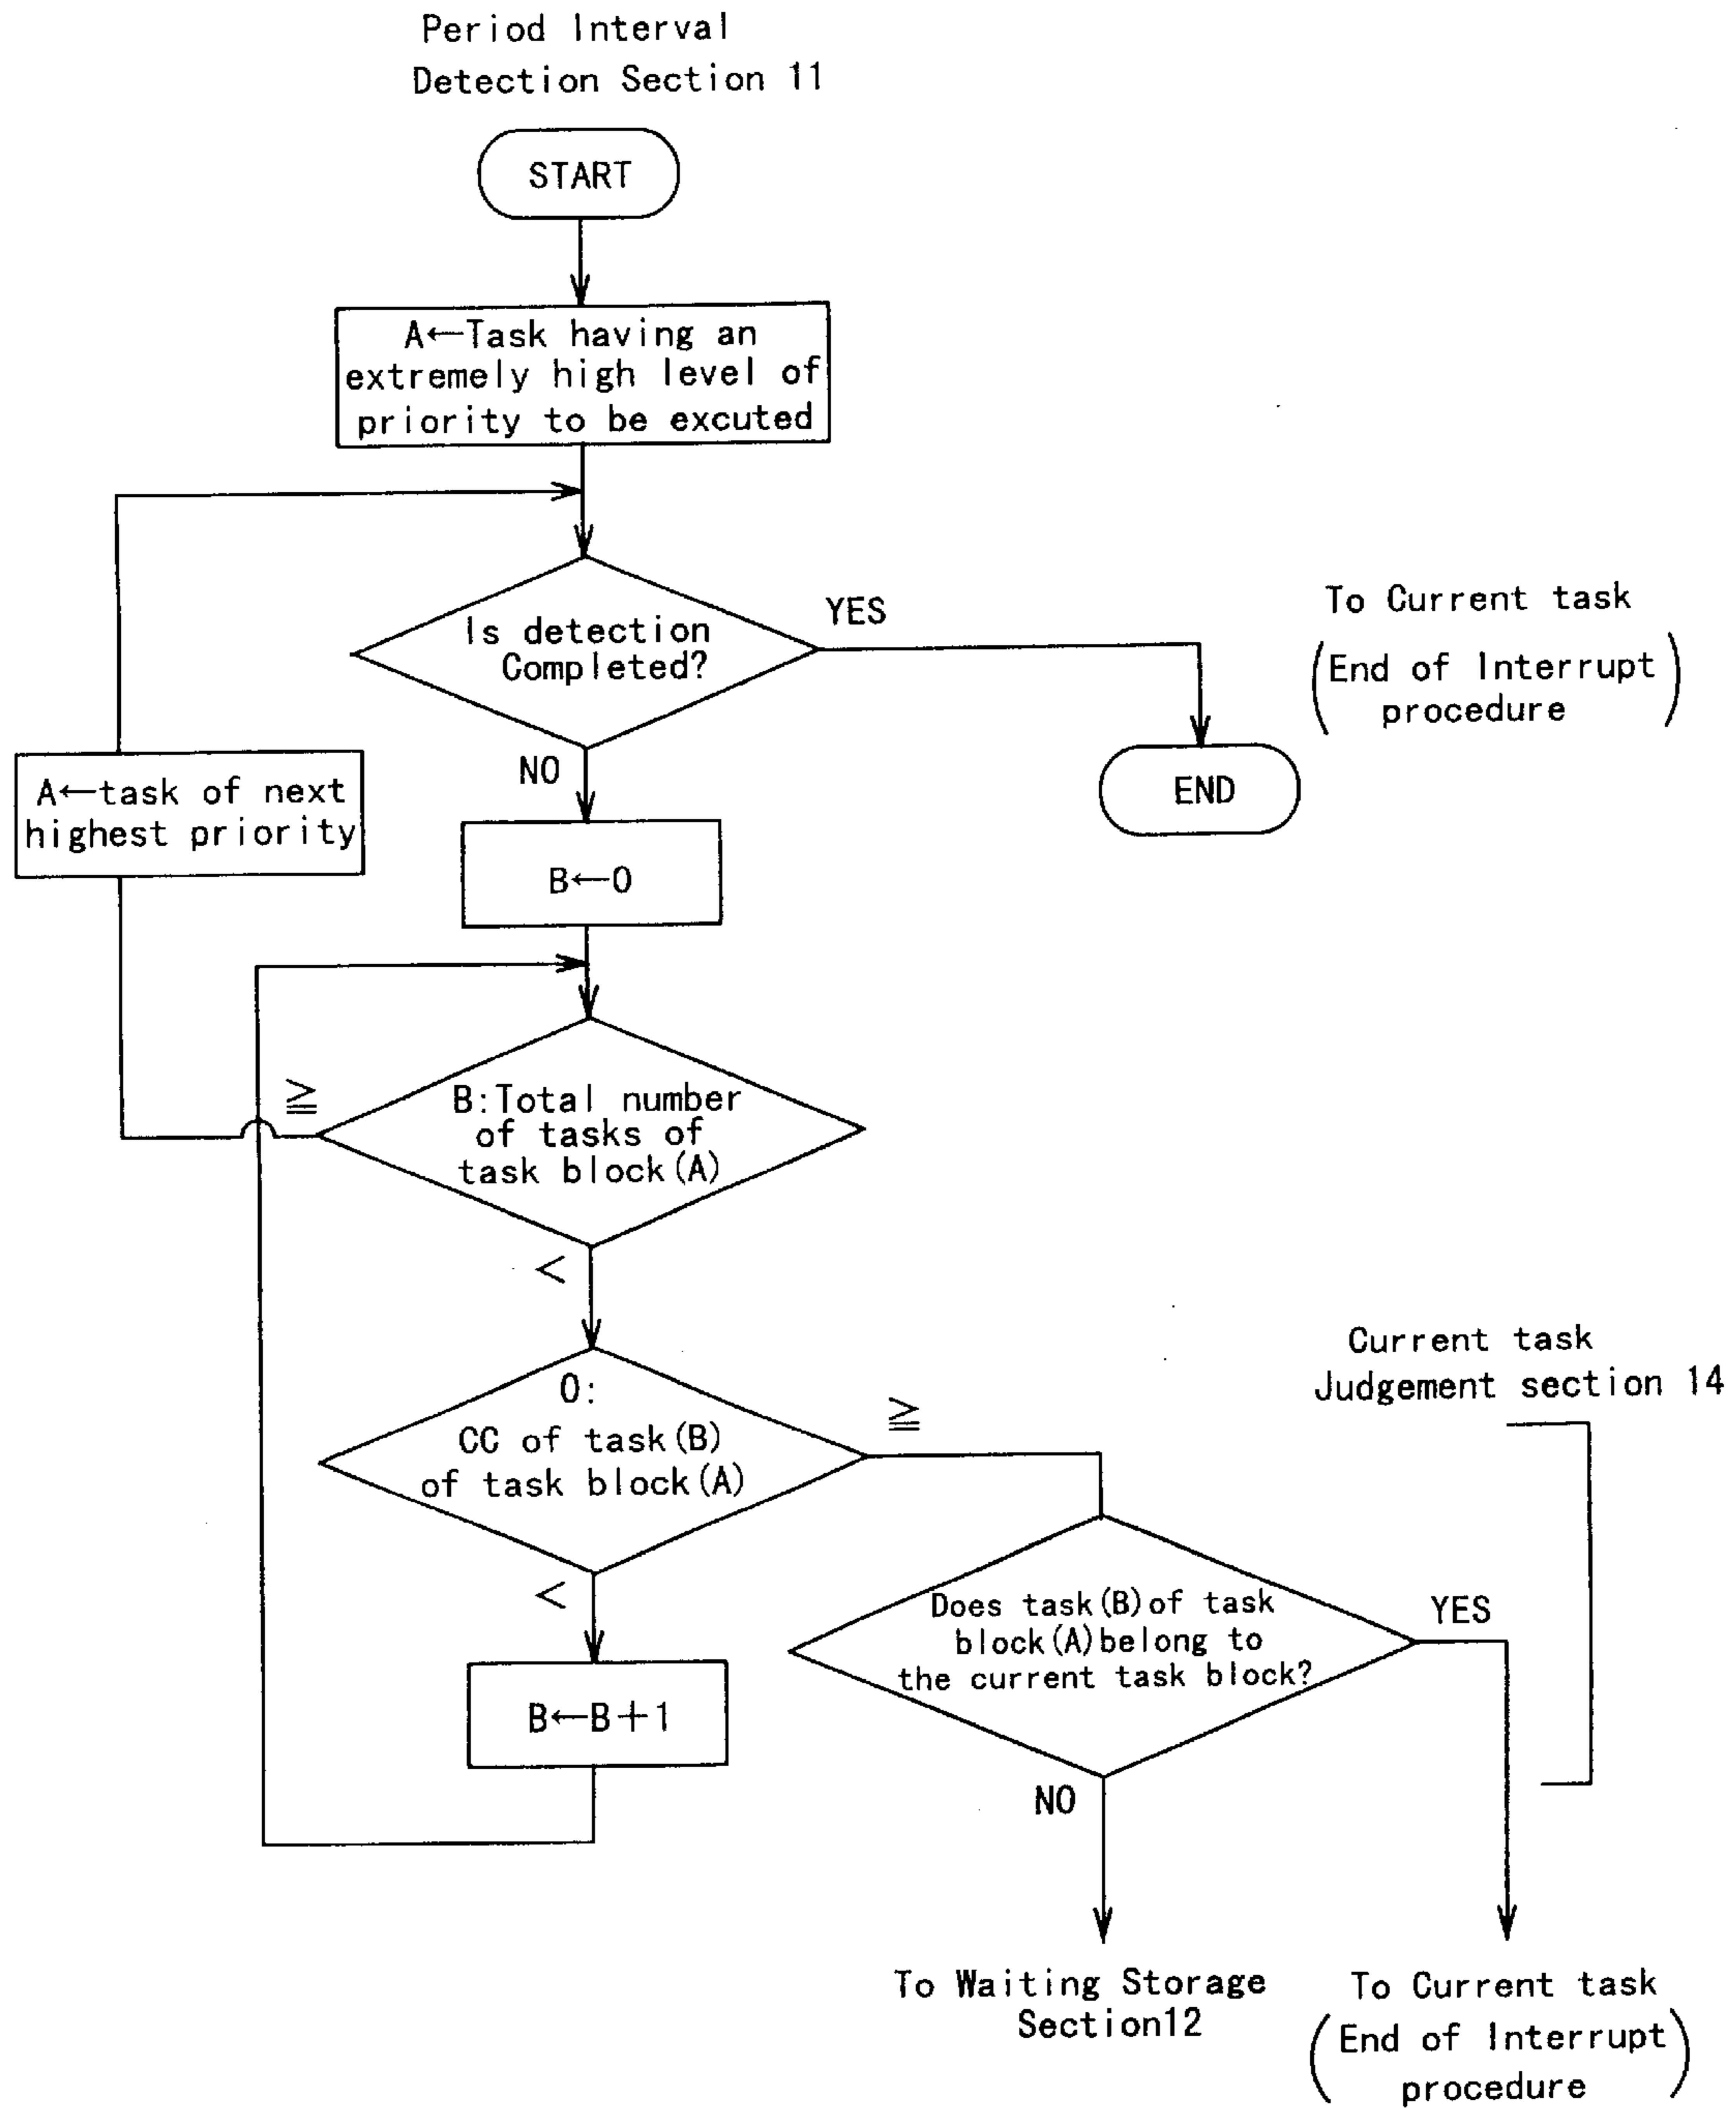 Period Interval
Detection Section 11
START
A←Task having an
extremely high level of
priority to be excuted
Is detection
Completed?
YES
To Current task
(End of Interrupt
procedure)
END
NO
A←task of next
highest priority
B←0
≧
B:Total number
of tasks of
task block(A)
<
0:
CC of task(B)
of task block(A)
≧
Current task
Judgement section 14
<
Does task(B)of task
block(A)belong to
the current task block?
YES
B←B+1
NO
To Waiting Storage
Section12
To Current task
(End of Interrupt
procedure)